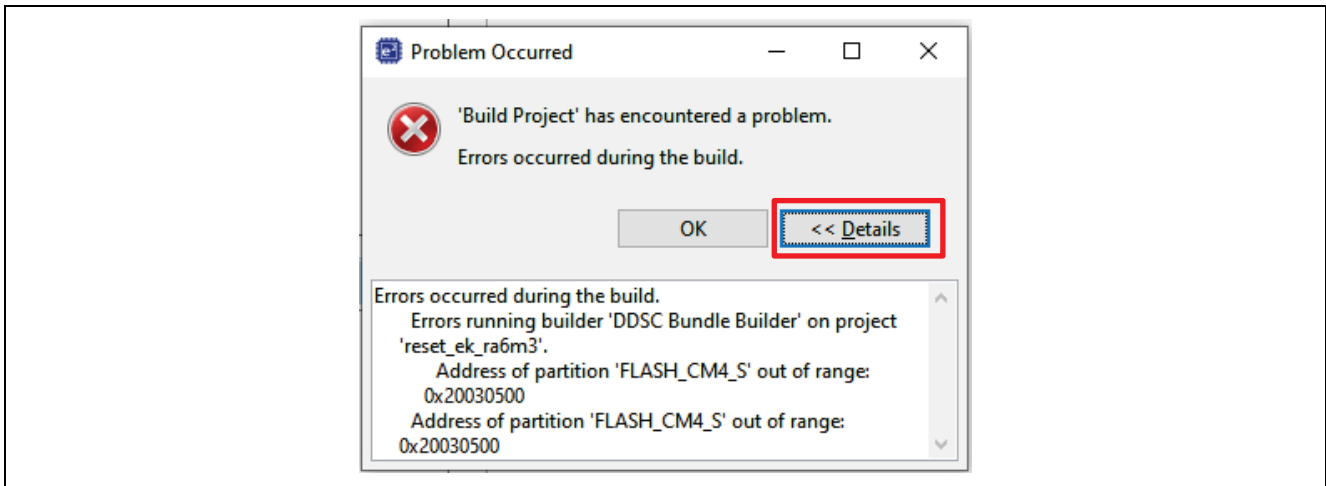 Problem Occurred
'Build Project' has encountered a problem.
Errors occurred during the build.
OK
<< Details
Errors occurred during the build.
Errors running builder 'DDSC Bundle Builder' on project
'reset_ek_ra6m3'.
Address of partition 'FLASH_CM4_S' out of range:
0x20030500
Address of partition 'FLASH_CM4_S' out of range:
0x20030500